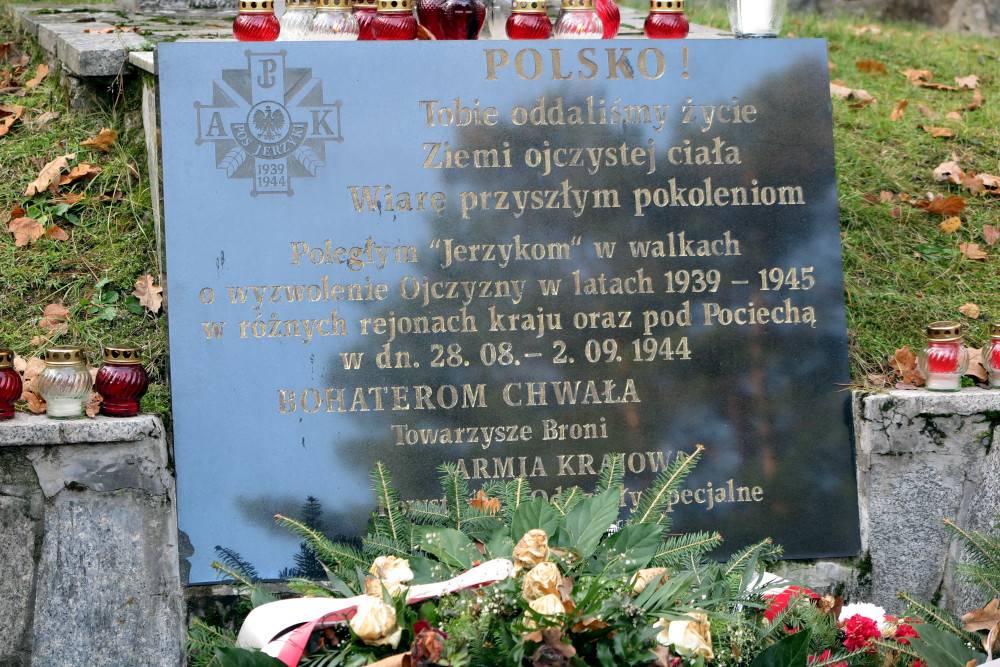 POLSKO !
Tobie oddaliśmy życie
Ziemi ojczystej ciała
Wiarę przyszłym pokoleniom
A K
JERZYKI
1939
1944
Poległym "Jerzykom" w walkach
o wyzwolenie Ojczyzny w latach 1939 – 1945
w różnych rejonach kraju oraz pod Pociechą
w dn. 28. 08. – 2. 09. 1944
BOHATEROM CHWAŁA
Towarzysze Broni
ARMIA KRAJOWA
Specjalne